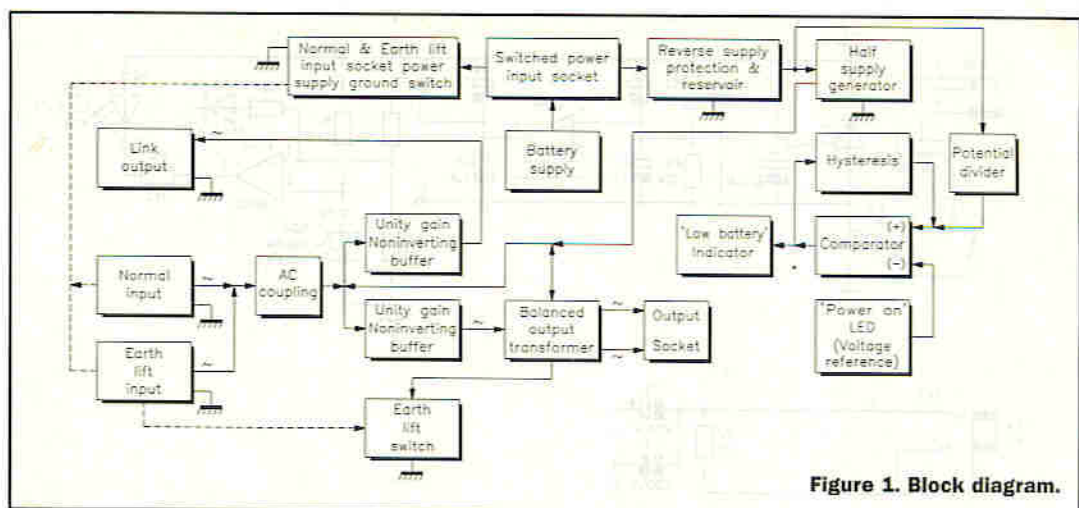 Normal & Earth lift
input socket power
supply ground switch
Switched power
input socket
Reverse supply
protection &
reservoir
Half
supply
generator
Link
output
~
Battery
supply
Hysteresis
Potential
divider
Unity gain
Noninverting
buffer
'Low battery'
Indicator
(+)
Comparator
(-)
Normal
input
~
AC
coupling
Unity gain
Noninverting
buffer
~
Balanced
output
transformer
~
~
Output
Socket
'Power on'
LED
(Voltage
reference)
Earth
lift
input
~
Earth
lift
switch
Figure 1. Block diagram.